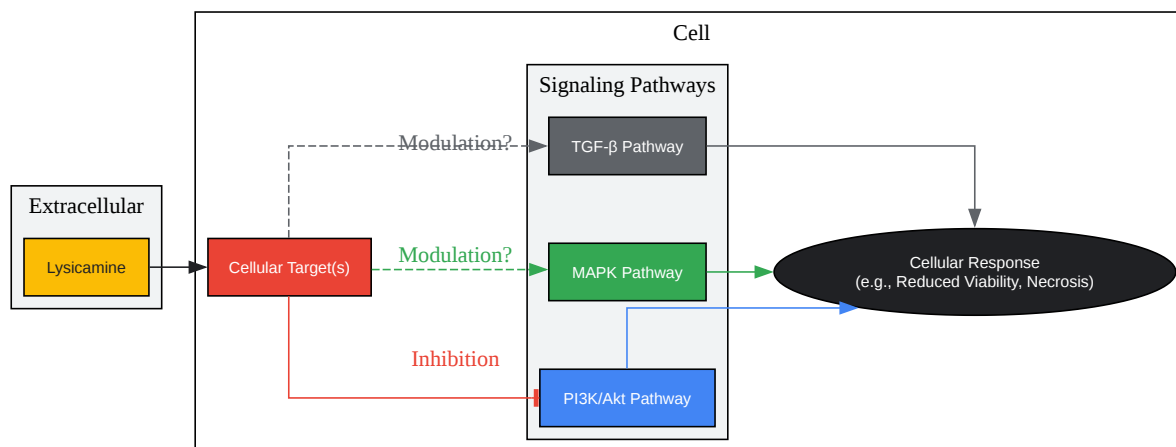 Cell
Signaling Pathways
Modulation?
TGF-β Pathway
Extracellular
Lysicamine
Cellular Target(s)
Modulation?
MAPK Pathway
Cellular Response
(e.g., Reduced Viability, Necrosis)
Inhibition
PI3K/Akt Pathway